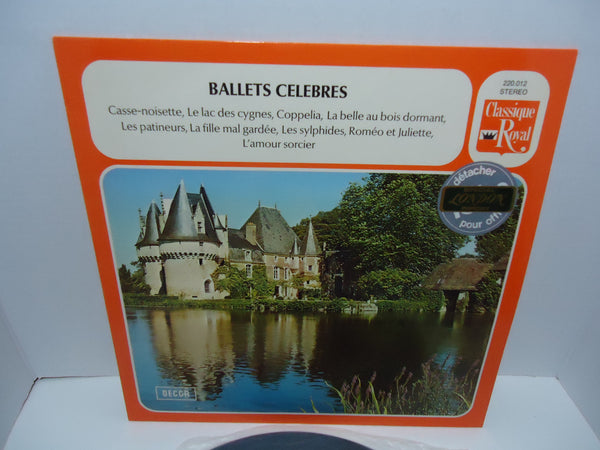 BALLETS CELEBRES
Casse-noisette, Le lac des cygnes, Coppelia, La belle au bois dormant,
Les patineurs, La fille mal gardée, Les sylphides, Roméo et Juliette,
L'amour sorcier
220.012
STEREO
Classique
Royal
détacher
LONDON
pour offrir
DECCA